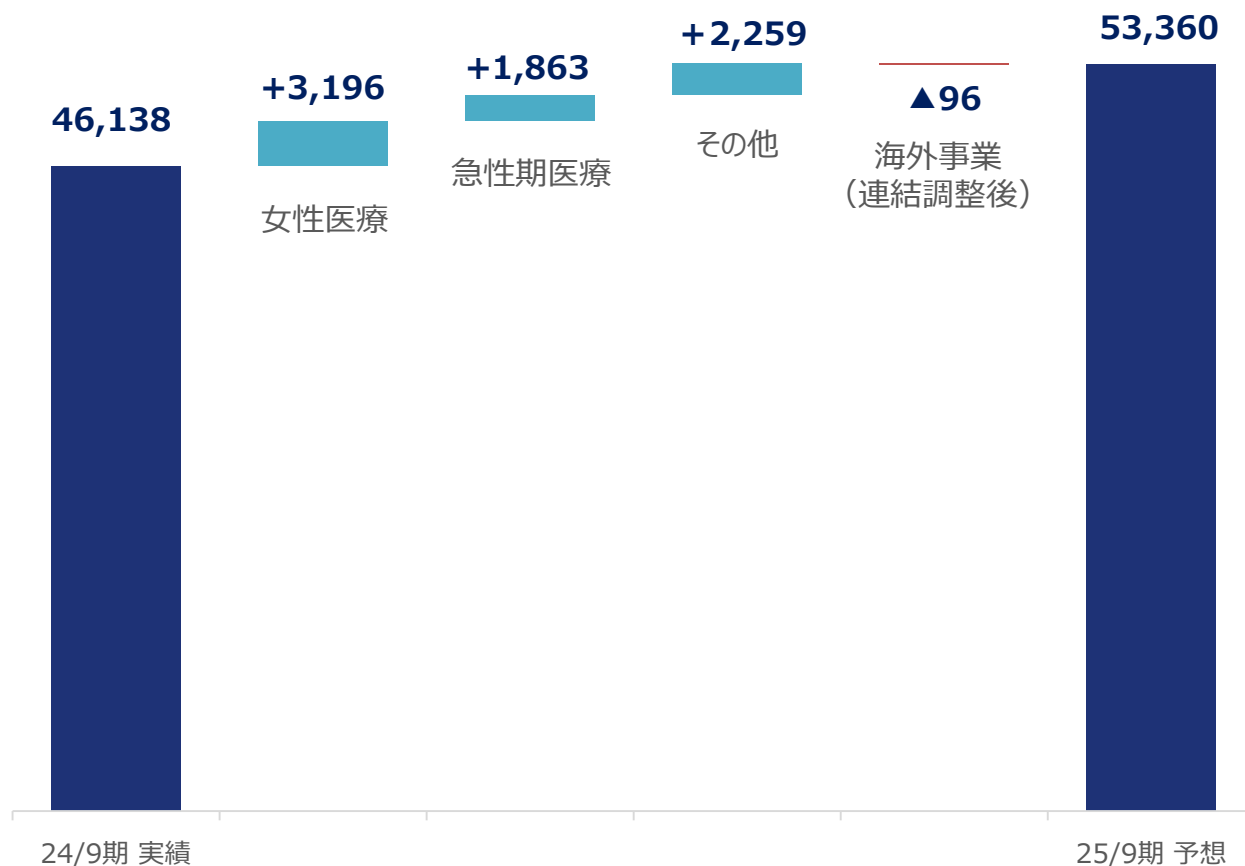 46,138
+3,196
女性医療
+1,863
急性期医療
+2,259
その他
▲96
海外事業
（連結調整後）
53,360
24/9期 実績
25/9期 予想